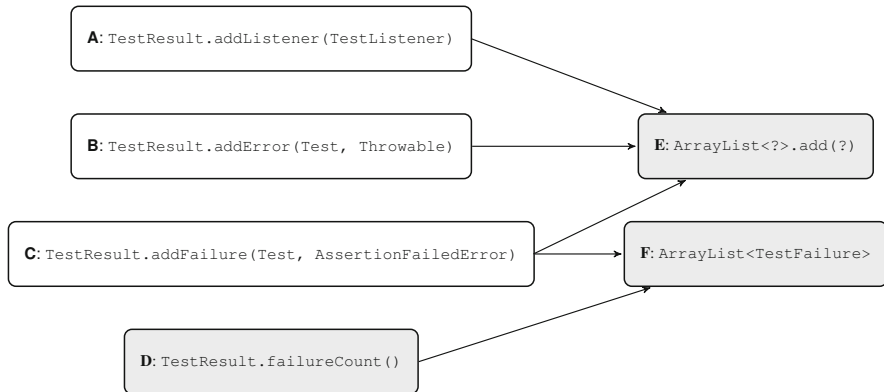 A: TestResult.addListener(TestListener)
B: TestResult.addError(Test, Throwable)
E: ArrayList<?>.add(?)
C: TestResult.addFailure(Test, AssertionFailedError)
F: ArrayList<TestFailure>
D: TestResult.failureCount()